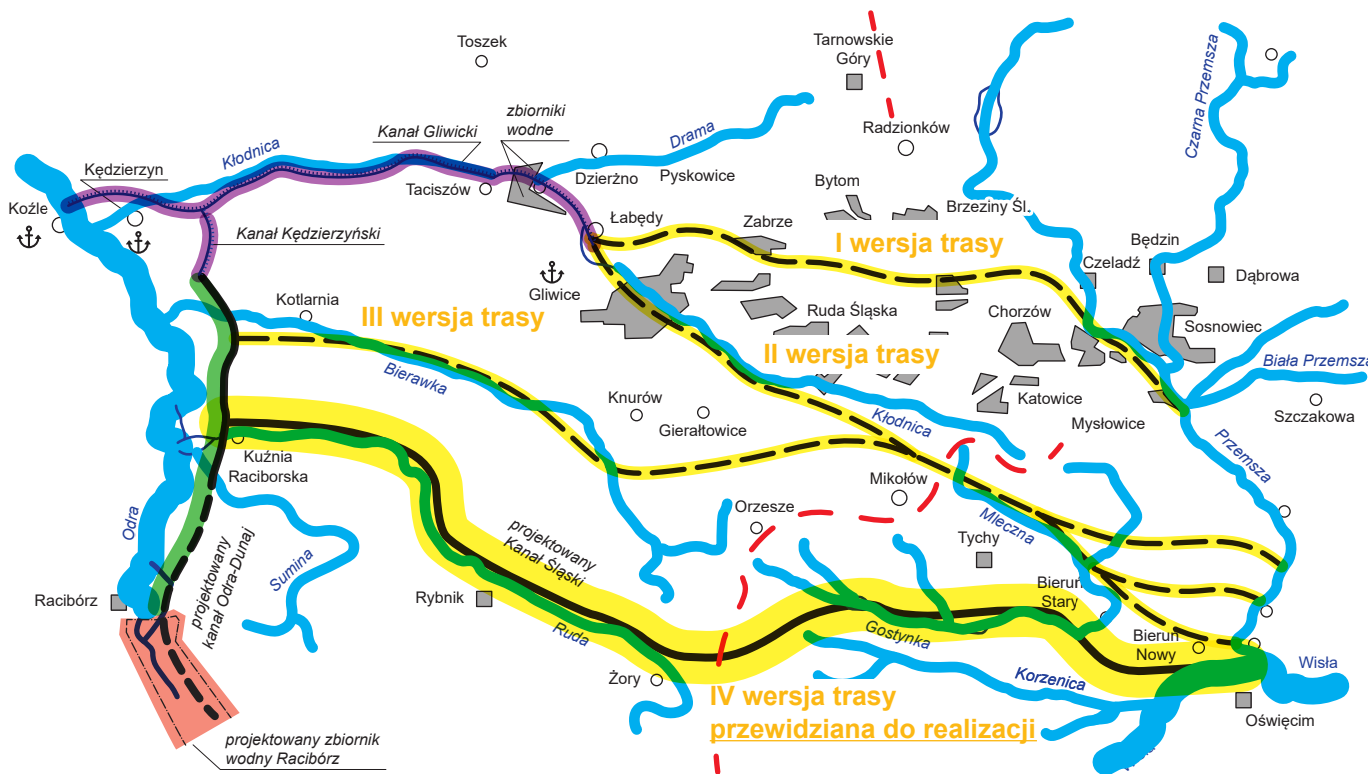 Toszek
Tarnowskie
Góry
zbiorniki
wodne
Kanał Gliwicki
Drama
Radzionków
Czarna Przemsza
Kłodnica
Kędzierzyn
Taciszów
Dzierżno
Pyskowice
Bytom
Brzeziny Śl.
Koźle
Kanał Kędzierzyński
Łabędy
Zabrze
I wersja trasy
Będzin
Czeladź
Dąbrowa
Gliwice
Kotlarnia
III wersja trasy
Ruda Śląska
Chorzów
Sosnowiec
II wersja trasy
Bierawka
Biała Przemsza
Knurów
Gierałtowice
Kłodnica
Katowice
Mysłowice
Szczakowa
Przemsza
Kuźnia
Raciborska
Mikołów
Orzesze
Mleczna
Tychy
Odra
Sumina
projektowany
Kanał Śląski
projektowany
kanał Odra-Dunaj
Racibórz
Rybnik
Ruda
Bieruń
Stary
Gostynka
Bieruń
Nowy
Wisła
Żory
Korzenica
IV wersja trasy
przewidziana do realizacji
Oświęcim
projektowany zbiornik
wodny Racibórz